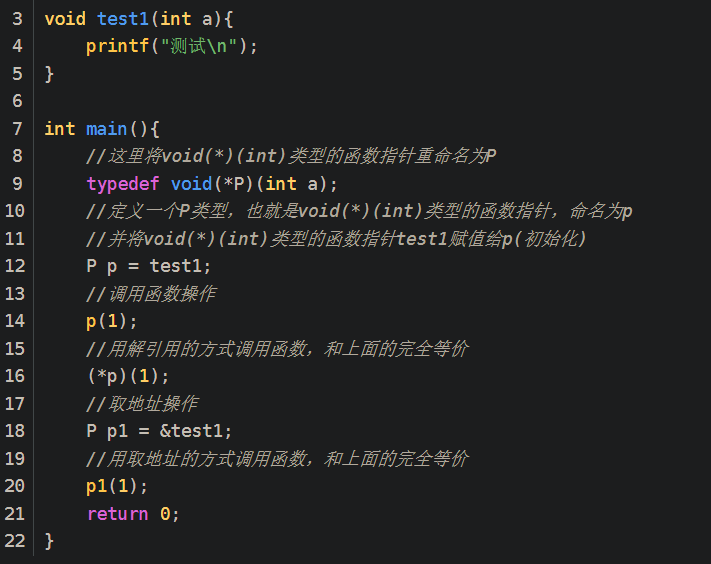 3 void test1(int a){
4     printf("测试\n");
5 }
6
7 int main(){
8     //这里将void(*)(int)类型的函数指针重命名为P
9     typedef void(*P)(int a);
10     //定义一个P类型，也就是void(*)(int)类型的函数指针，命名为p
11     //并将void(*)(int)类型的函数指针test1赋值给p(初始化)
12     P p = test1;
13     //调用函数操作
14     p(1);
15     //用解引用的方式调用函数，和上面的完全等价
16     (*p)(1);
17     //取地址操作
18     P p1 = &test1;
19     //用取地址的方式调用函数，和上面的完全等价
20     p1(1);
21     return 0;
22 }